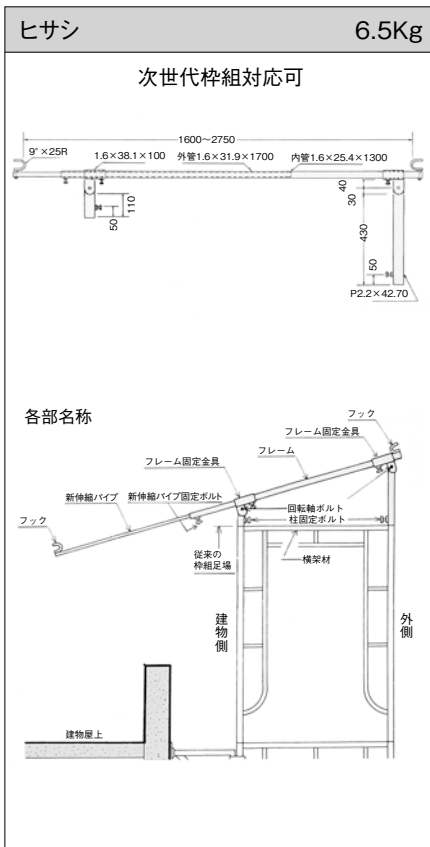 ヒサシ 6.5Kg
次世代枠組対応可
1600〜2750
9°×25R
1.6×38.1×100
外管1.6×31.9×1700
内管1.6×25.4×1300
110
50
40
30
430
50
P2.2×42.70
各部名称
フック
フレーム固定金具
フレーム固定金具
フレーム
新伸縮パイプ
新伸縮パイプ固定ボルト
フック
回転軸ボルト
柱固定ボルト
従来の
枠組足場
横架材
建物側
外側
建物屋上